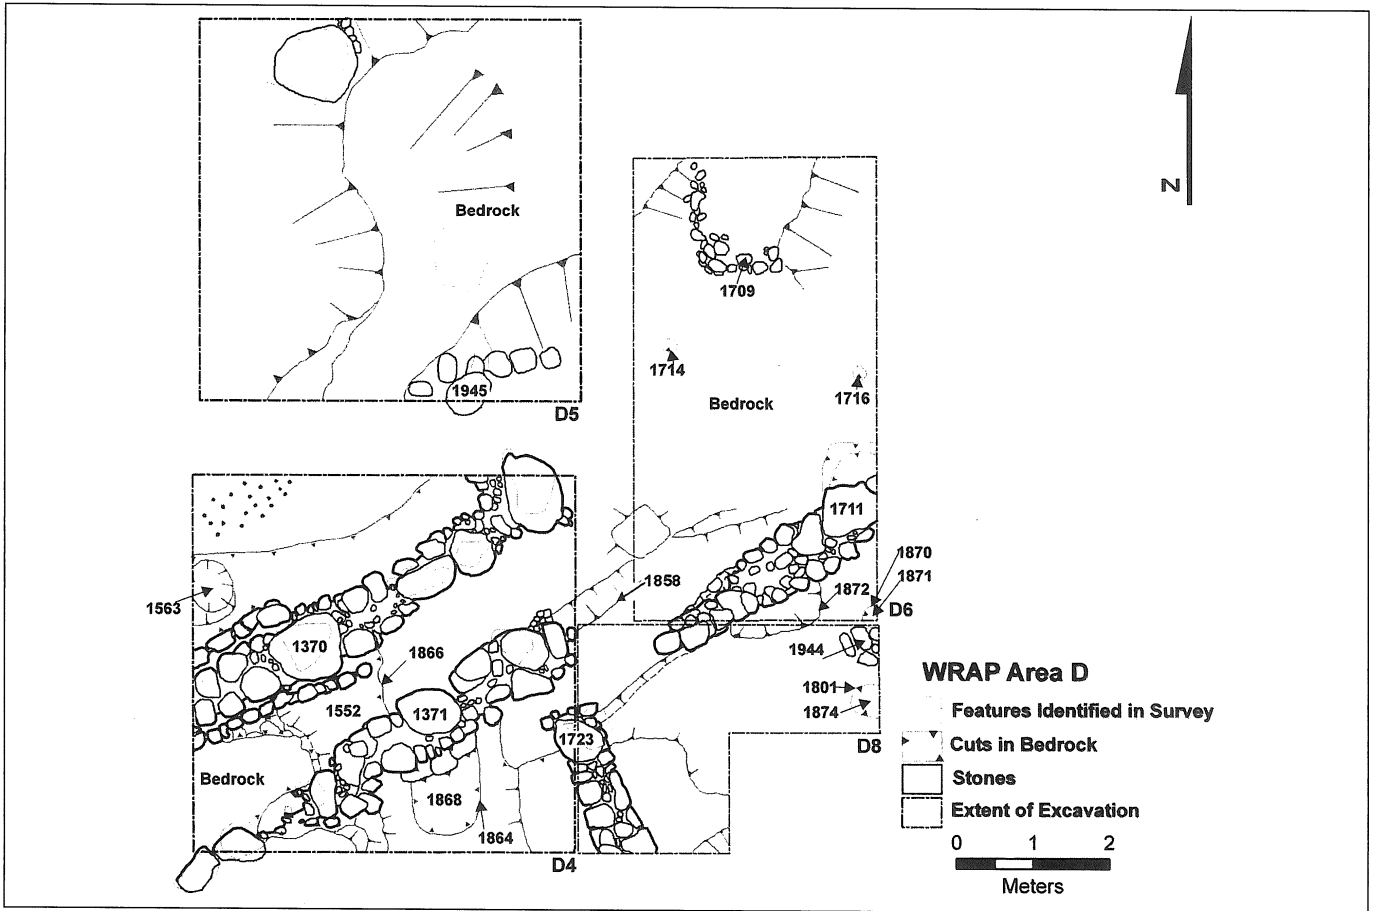 Bedrock
1945
D5
N
1709
1714
1716
Bedrock
1711
1870
1871
1872
D6
1858
1563
1370
1866
1552
1371
Bedrock
1868
1864
D4
1723
1944
1801
1874
D8
WRAP Area D
Features Identified in Survey
Cuts in Bedrock
Stones
Extent of Excavation
0 1 2
Meters